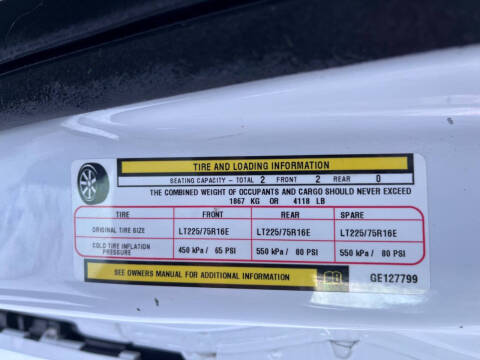 TIRE AND LOADING INFORMATION
SEATING CAPACITY - TOTAL 2 FRONT 2 REAR 0
THE COMBINED WEIGHT OF OCCUPANTS AND CARGO SHOULD NEVER EXCEED
1867 KG OR 4118 LB
TIRE FRONT REAR SPARE
ORIGINAL TIRE SIZE LT225/75R16E LT225/75R16E LT225/75R16E
COLD TIRE INFLATION PRESSURE 450 kPa / 65 PSI 550 kPa / 80 PSI 550 kPa / 80 PSI
SEE OWNERS MANUAL FOR ADDITIONAL INFORMATION GE127799